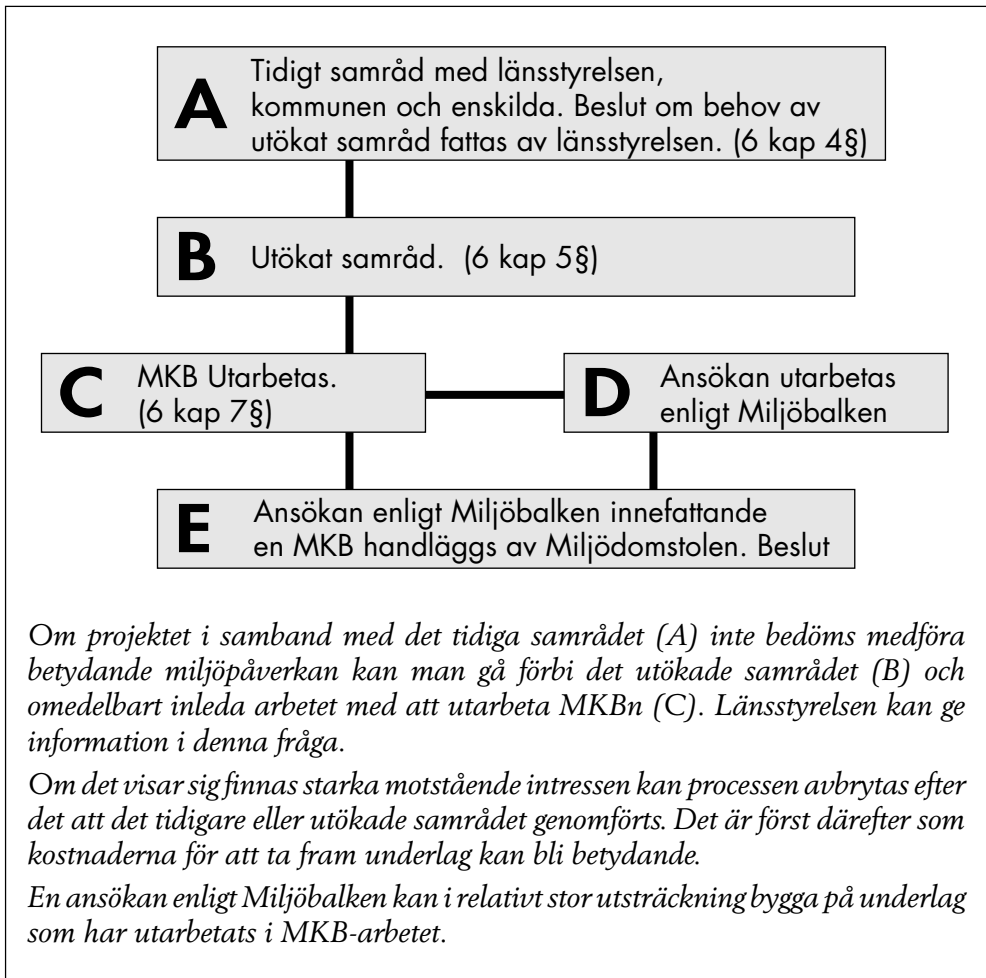 A
Tidigt samråd med länsstyrelsen,
kommunen och enskilda. Beslut om behov av
utökat samråd fattas av länsstyrelsen. (6 kap 4§)
B
Utökat samråd. (6 kap 5§)
C
MKB Utarbetas.
(6 kap 7§)
D
Ansökan utarbetas
enligt Miljöbalken
E
Ansökan enligt Miljöbalken innefattande
en MKB handläggs av Miljödomstolen. Beslut
Om projektet i samband med det tidiga samrådet (A) inte bedöms medföra
betydande miljöpåverkan kan man gå förbi det utökade samrådet (B) och
omedelbart inleda arbetet med att utarbeta MKBn (C). Länsstyrelsen kan ge
information i denna fråga.
Om det visar sig finnas starka motstående intressen kan processen avbrytas efter
det att det tidigare eller utökade samrådet genomförts. Det är först därefter som
kostnaderna för att ta fram underlag kan bli betydande.
En ansökan enligt Miljöbalken kan i relativt stor utsträckning bygga på underlag
som har utarbetats i MKB-arbetet.